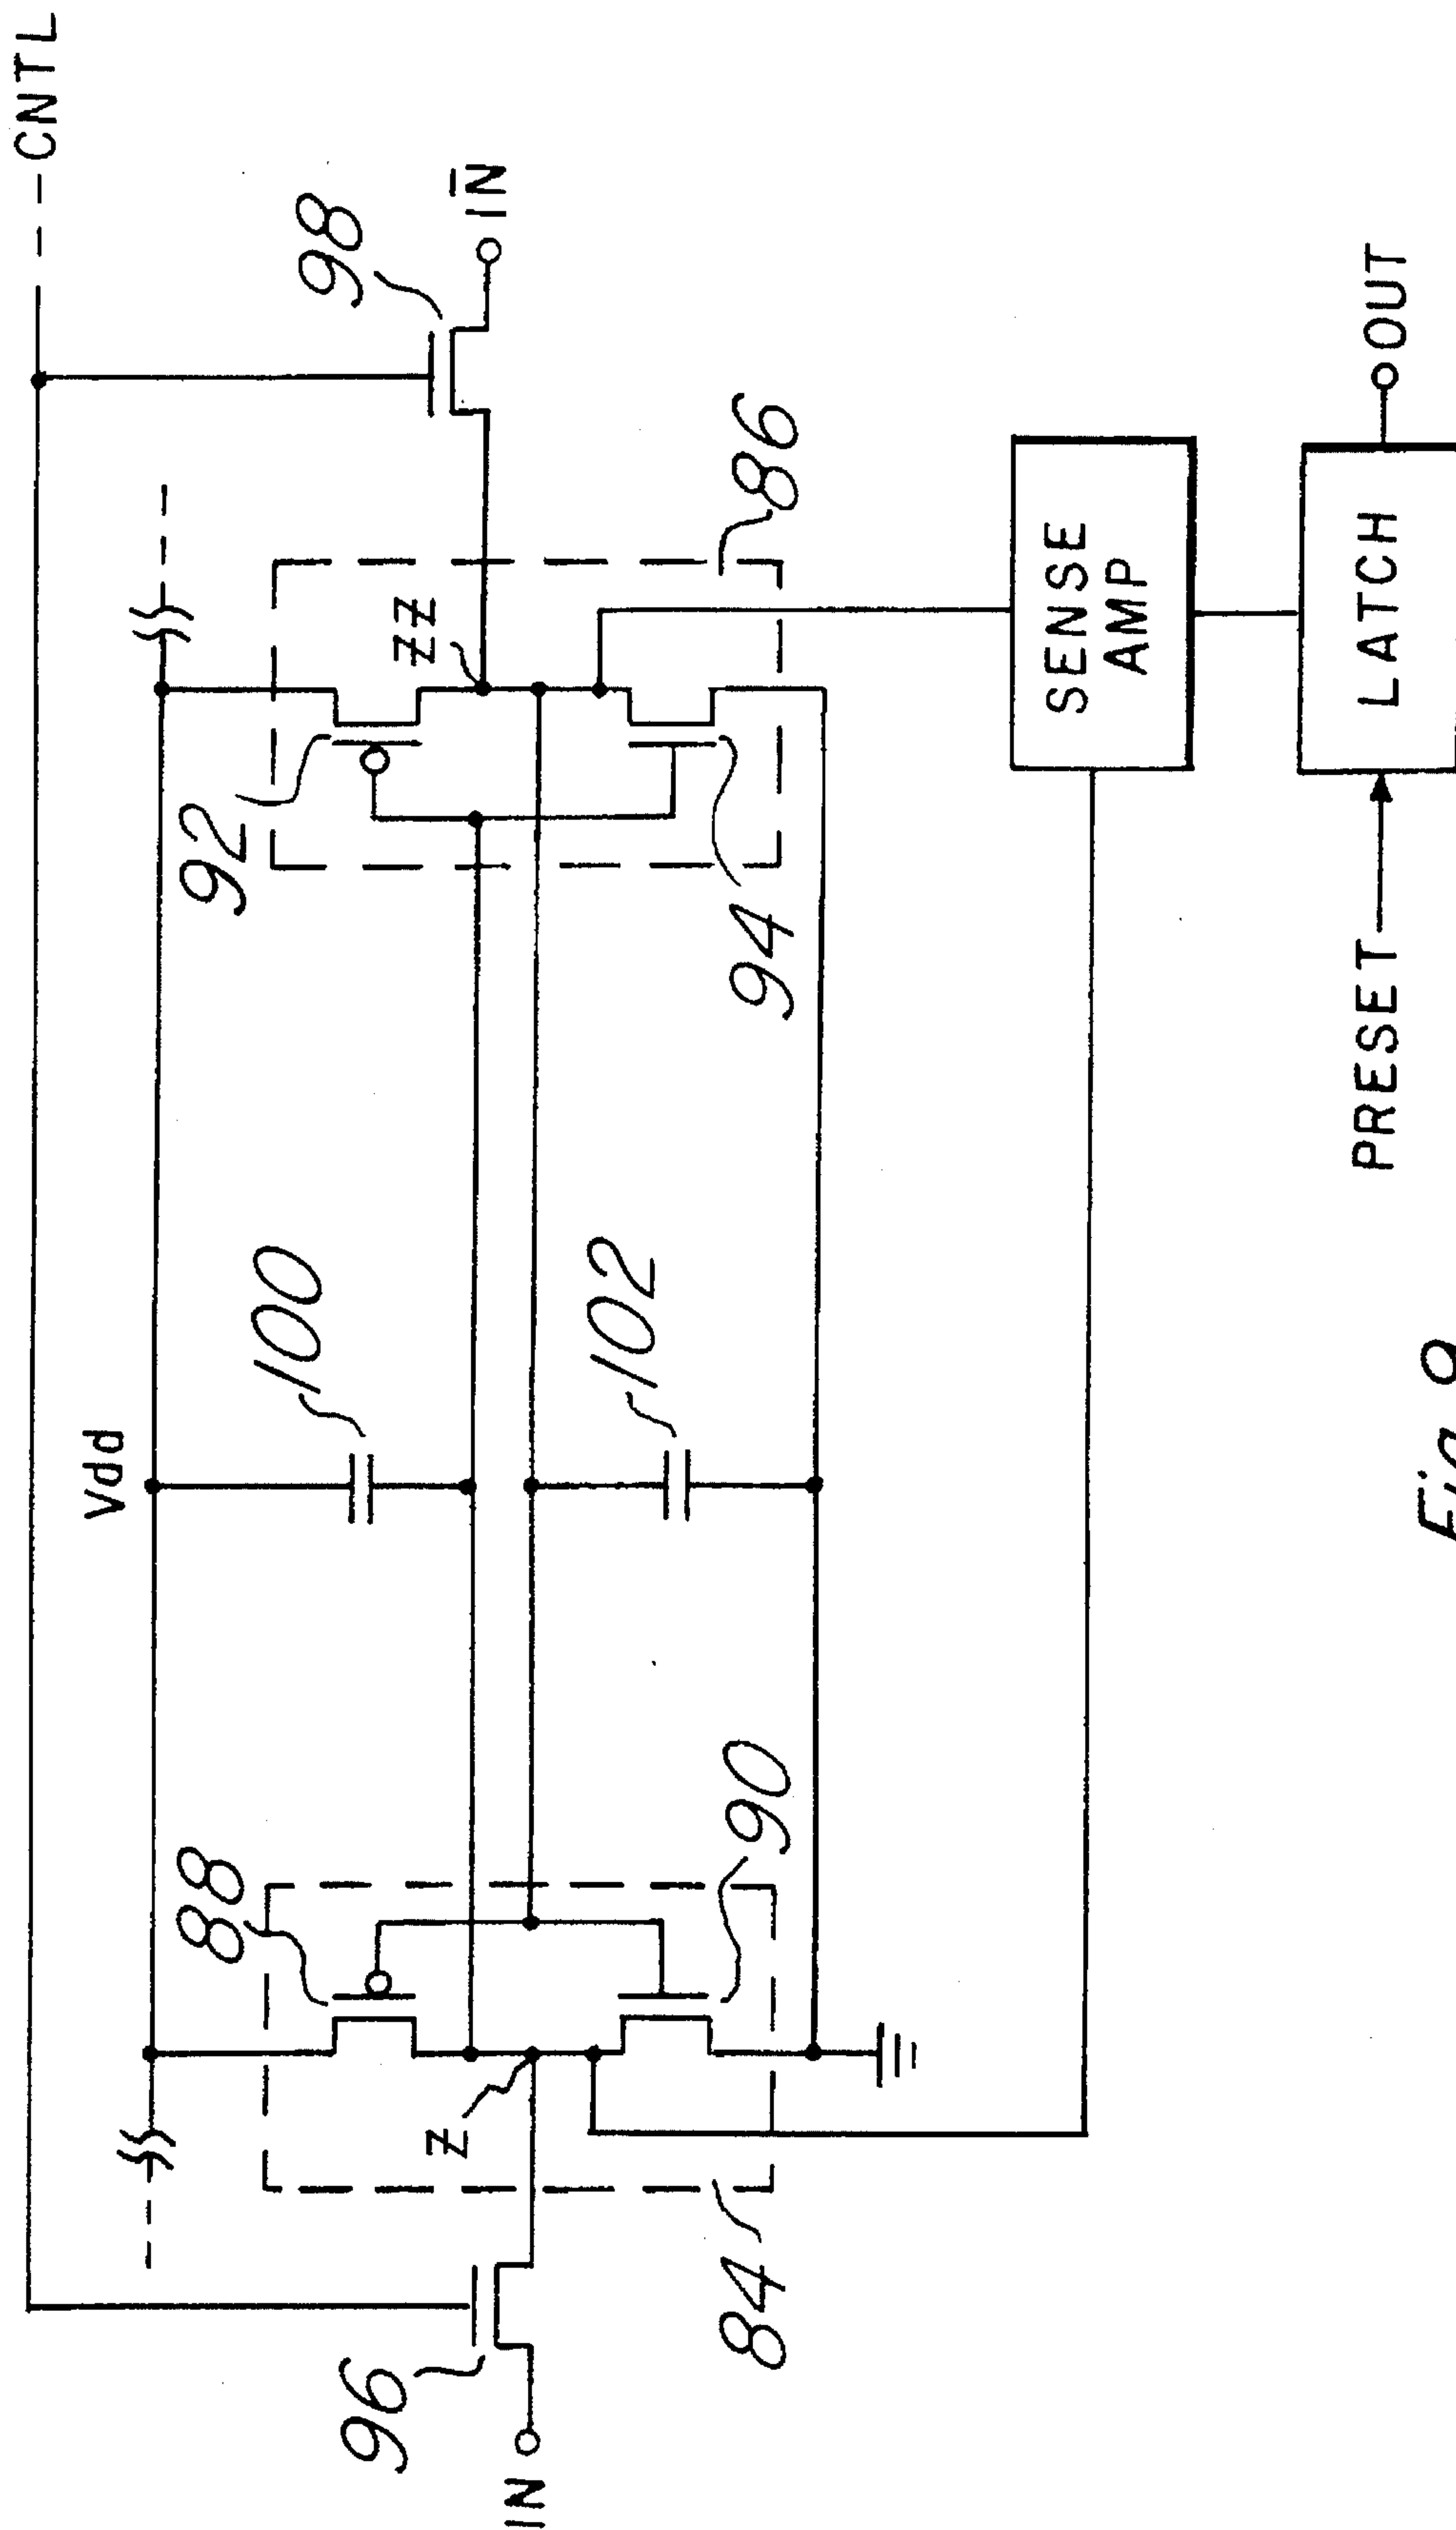 CNTL
Vdd
88
92
98
100
96
Z
ZZ
IN
I̅N̅
102
84
90
94
86
SENSE
AMP
PRESET
LATCH
OUT
Fig.